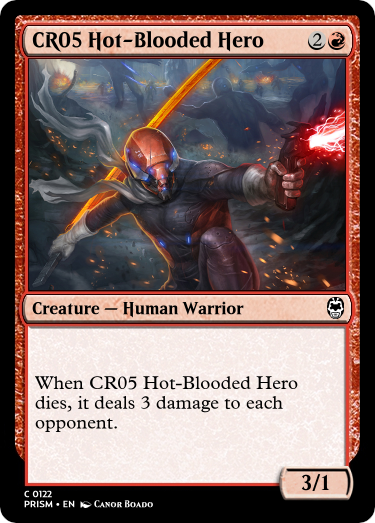 CR05 Hot-Blooded Hero 2
Creature — Human Warrior
When CR05 Hot-Blooded Hero
dies, it deals 3 damage to each
opponent.
3/1
C 0122
PRISM • EN Canor Boado